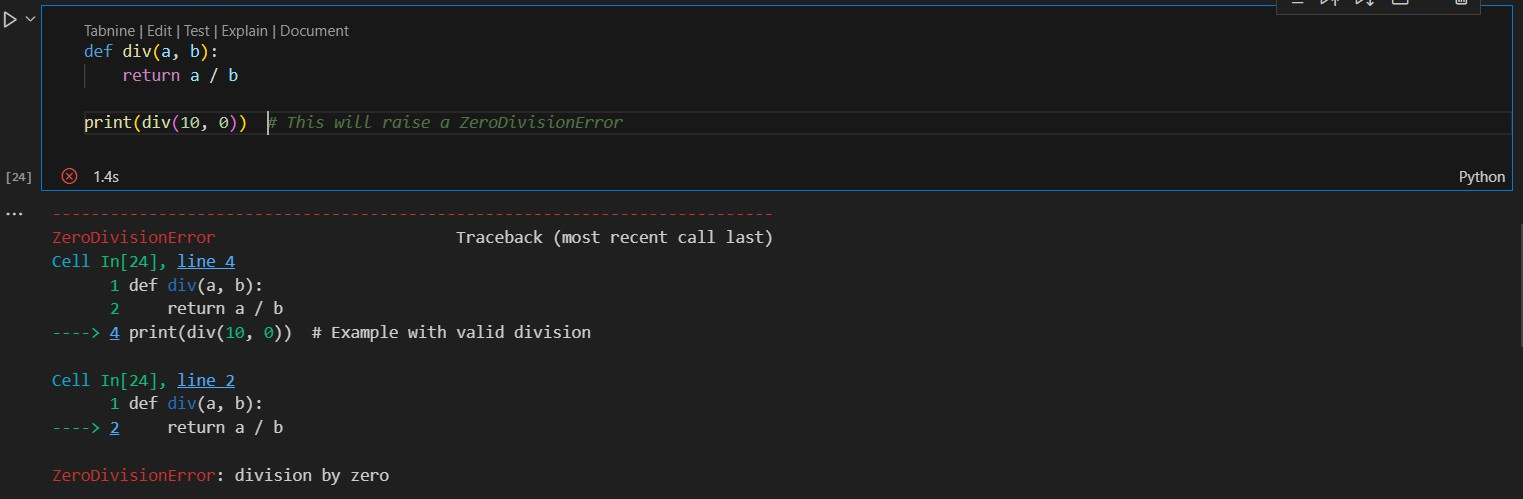 Tabnine | Edit | Test | Explain | Document
def div(a, b):
    return a / b
print(div(10, 0))  # This will raise a ZeroDivisionError
[24] 1.4s Python
... ---------------------------------------------------------------------------
ZeroDivisionError                         Traceback (most recent call last)
Cell In[24], line 4
      1 def div(a, b):
      2     return a / b
----> 4 print(div(10, 0))  # Example with valid division
Cell In[24], line 2
      1 def div(a, b):
----> 2     return a / b
ZeroDivisionError: division by zero